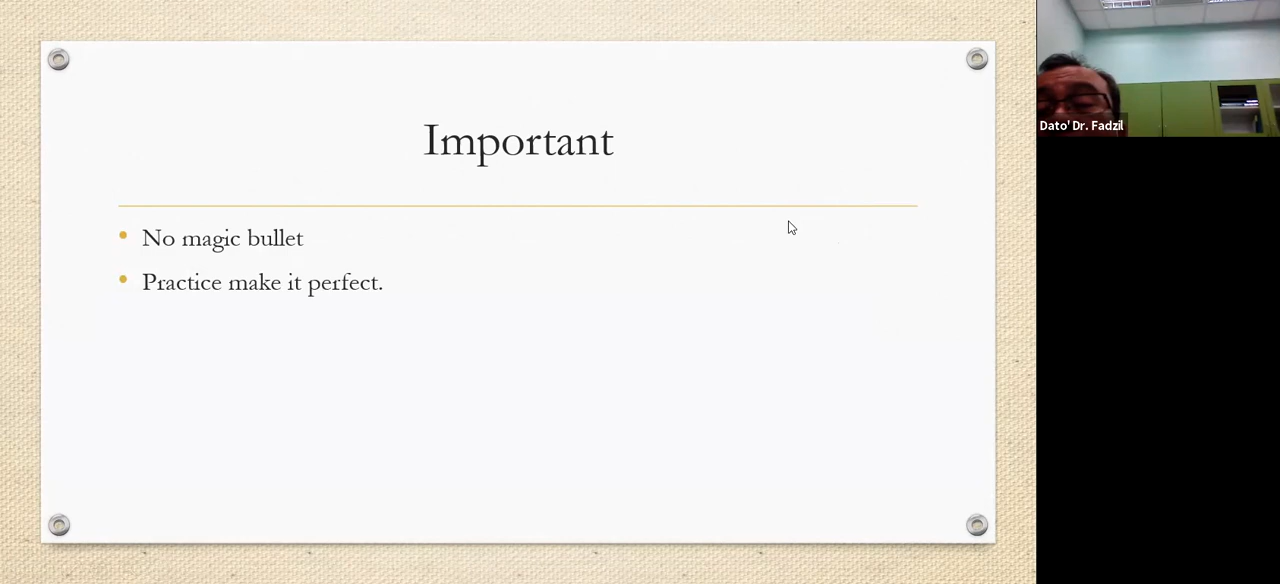 Important
No magic bullet
Practice make it perfect.
Dato' Dr. Fadzil